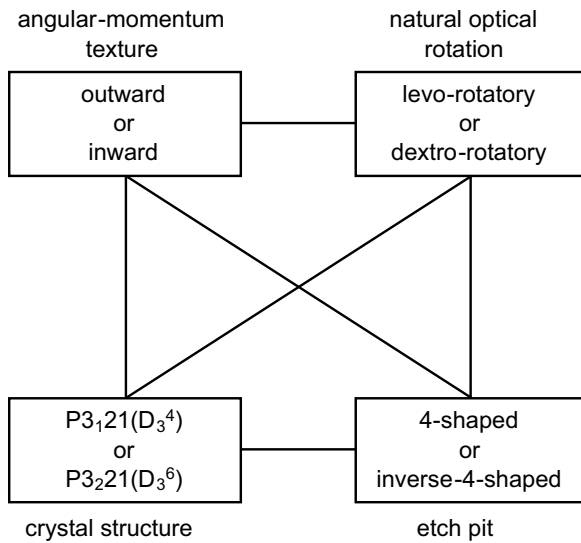 angular-momentum
texture
natural optical
rotation
outward
or
inward
levo-rotatory
or
dextro-rotatory
P3₁21(D₃⁴)
or
P3₂21(D₃⁶)
4-shaped
or
inverse-4-shaped
crystal structure
etch pit